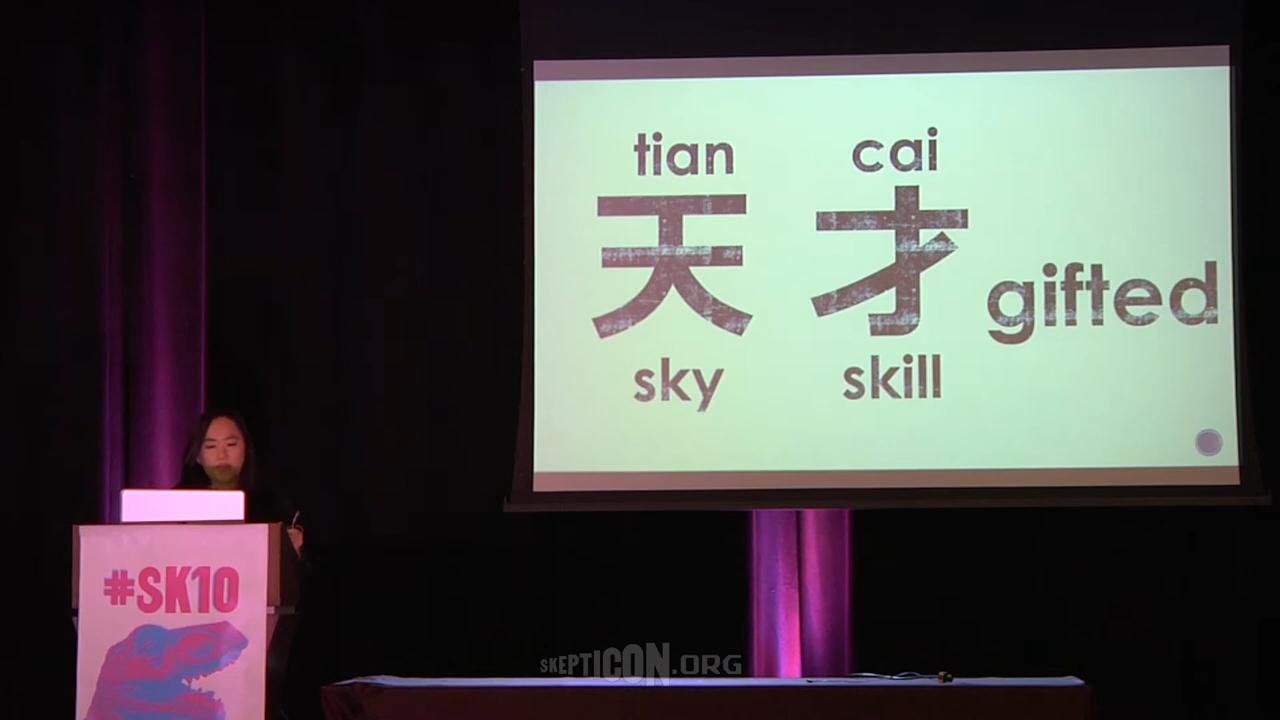 tian cai
天 才 gifted
sky skill
#SK10
SKEPTICON.ORG